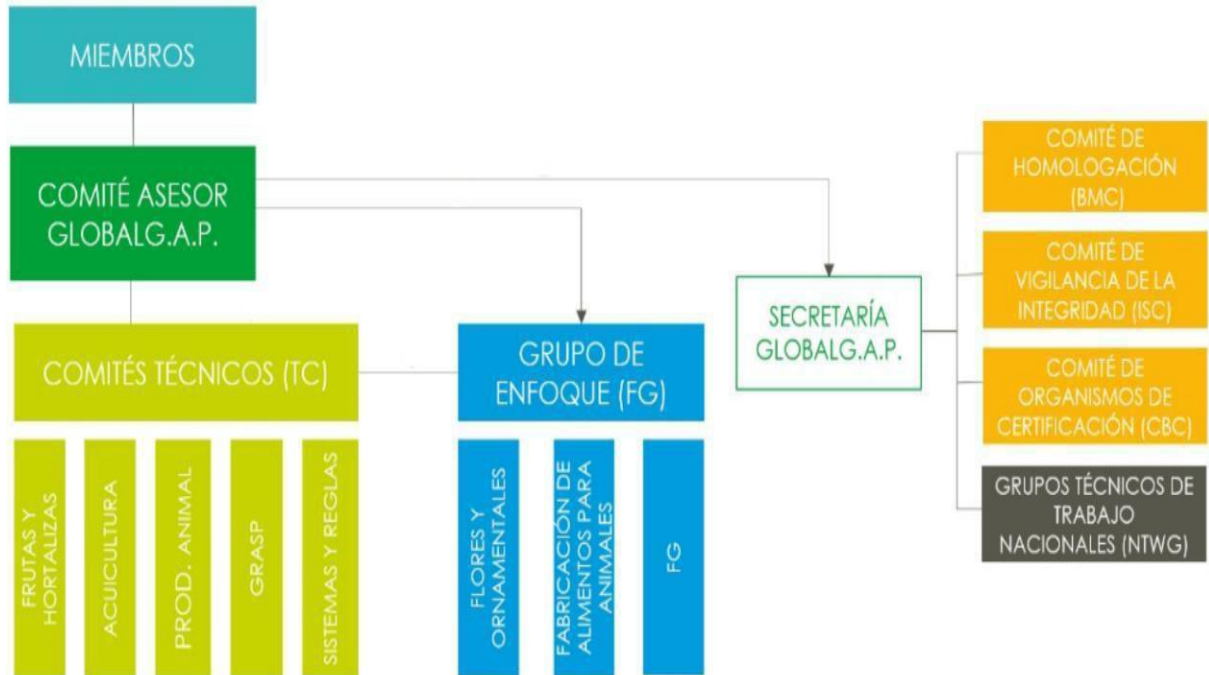 MIEMBROS
COMITÉ ASESOR
GLOBALG.A.P.
COMITÉS TÉCNICOS (TC)
FRUTAS Y
HORTALIZAS
ACUICULTURA
PROD. ANIMAL
GRASP
SISTEMAS Y REGLAS
GRUPO DE
ENFOQUE (FG)
FLORES Y
ORNAMENTALES
FABRICACIÓN DE
ALIMENTOS PARA
ANIMALES
FG
SECRETARÍA
GLOBALG.A.P.
COMITÉ DE
HOMOLOGACIÓN
(BMC)
COMITÉ DE
VIGILANCIA DE LA
INTEGRIDAD (ISC)
COMITÉ DE
ORGANISMOS DE
CERTIFICACIÓN (CBC)
GRUPOS TÉCNICOS DE
TRABAJO
NACIONALES (NTWG)